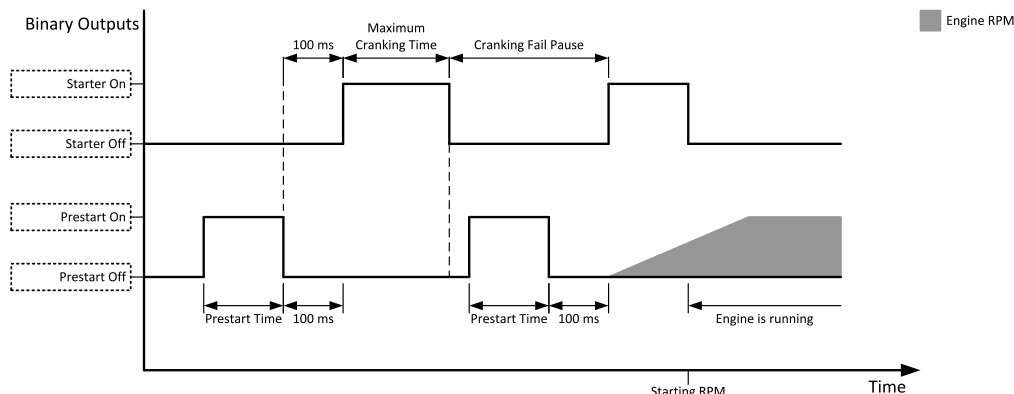 Binary Outputs
Engine RPM
Maximum
Cranking Time
100 ms
Cranking Fail Pause
Starter On
Starter Off
Prestart On
Prestart Off
Prestart Time
100 ms
Prestart Time
100 ms
Engine is running
Starting RPM
Time